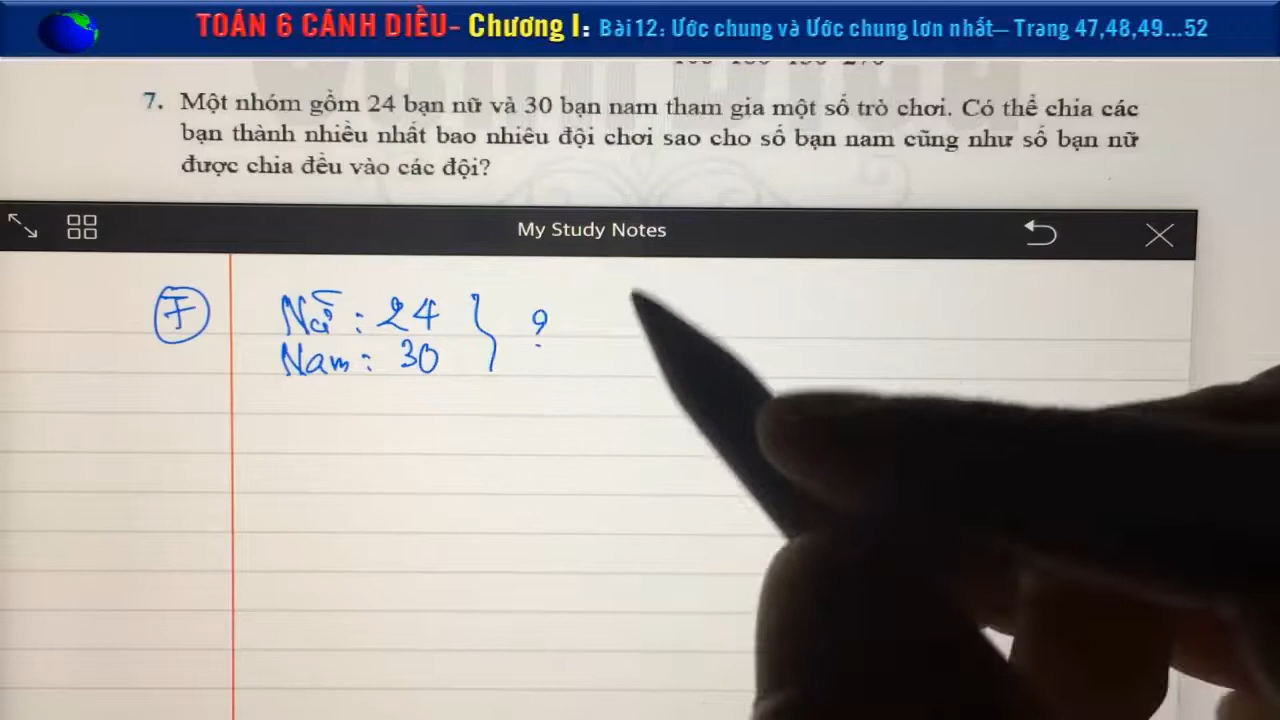 TOÁN 6 CÁNH DIỀU- Chương I: Bài 12: Ước chung và Ước chung lơn nhất– Trang 47,48,49...52
7. Một nhóm gồm 24 bạn nữ và 30 bạn nam tham gia một số trò chơi. Có thể chia các
bạn thành nhiều nhất bao nhiêu đội chơi sao cho số bạn nam cũng như số bạn nữ
được chia đều vào các đội?
My Study Notes
7 Nữ : 24 } ?
Nam : 30